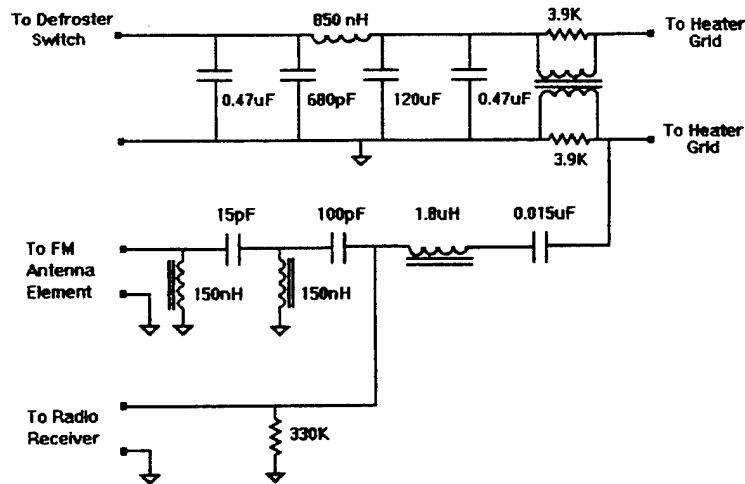 To Defroster
Switch
850 nH
3.9K
To Heater
Grid
0.47uF
680pF
120uF
0.47uF
3.9K
To Heater
Grid
15pF
100pF
1.8uH
0.015uF
To FM
Antenna
Element
150nH
150nH
To Radio
Receiver
330K